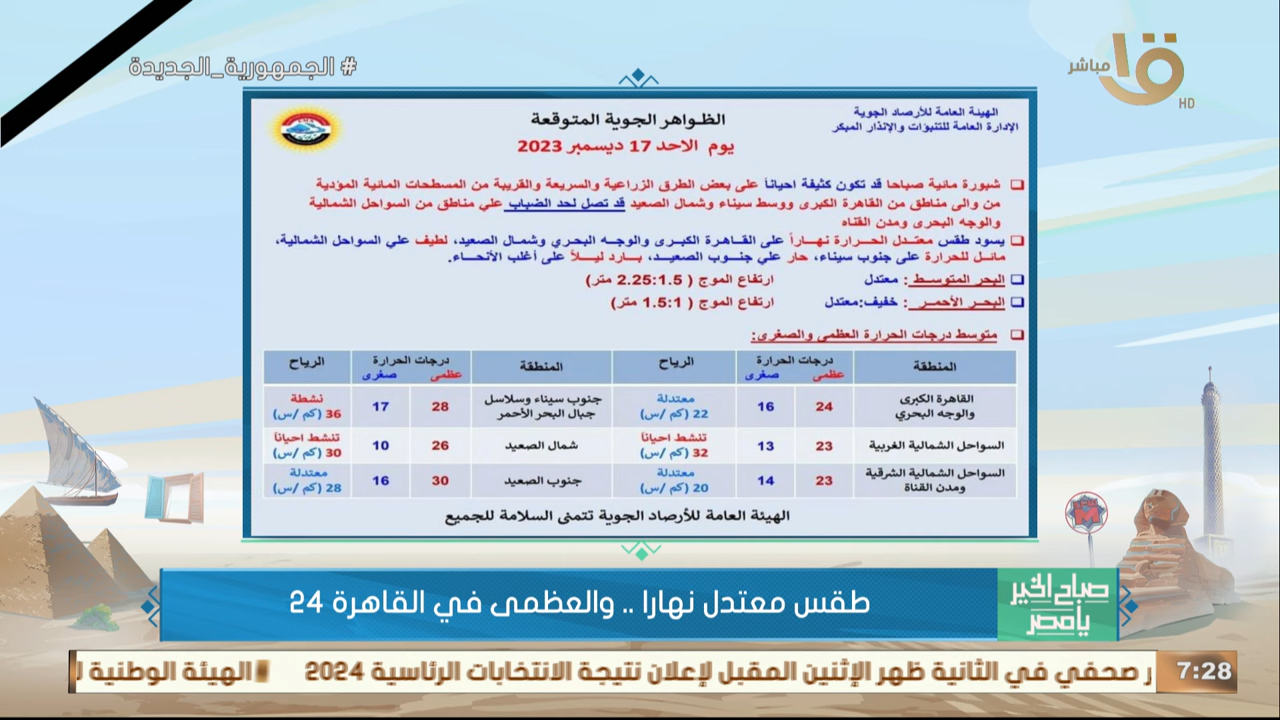 # الجمهورية_الجديدة
مباشر
HD
الهيئة العامة للأرصاد الجوية
الإدارة العامة للتنبؤات والإنذار المبكر
الظواهر الجوية المتوقعة
يوم الاحد 17 ديسمبر 2023
شبورة مائية صباحا قد تكون كثيفة احياناً على بعض الطرق الزراعية والسريعة والقريبة من المسطحات المائية المؤدية
من والى مناطق من القاهرة الكبرى ووسط سيناء وشمال الصعيد قد تصل لحد الضباب علي مناطق من السواحل الشمالية
والوجه البحرى ومدن القناه
يسود طقس معتدل الحرارة نهاراً على القاهرة الكبرى والوجه البحري وشمال الصعيد، لطيف علي السواحل الشمالية،
مائل للحرارة على جنوب سيناء، حار علي جنوب الصعيد، بارد ليلاً على أغلب الأنحاء.
البحر المتوسط : معتدل ارتفاع الموج ( 2.25:1.5 متر)
البحر الأحمر : خفيف:معتدل ارتفاع الموج ( 1.5:1 متر)
متوسط درجات الحرارة العظمى والصغرى:
المنطقة درجات الحرارة الرياح المنطقة درجات الحرارة الرياح
عظمى صغرى عظمى صغرى
القاهرة الكبرى 24 16 معتدلة جنوب سيناء وسلاسل 28 17 نشطة
والوجه البحري 22 (كم /س) جبال البحر الأحمر 36 (كم /س)
السواحل الشمالية الغربية 23 13 تنشط احياناً شمال الصعيد 26 10 تنشط احياناً
32 (كم /س) 30 (كم /س)
السواحل الشمالية الشرقية 23 14 معتدلة جنوب الصعيد 30 16 معتدلة
ومدن القناة 20 (كم /س) 28 (كم /س)
الهيئة العامة للأرصاد الجوية تتمنى السلامة للجميع
صباح الخير
يا مصر
طقس معتدل نهارا .. والعظمى في القاهرة 24
7:28
ر صحفي في الثانية ظهر الإثنين المقبل لإعلان نتيجة الانتخابات الرئاسية 2024 الهيئة الوطنية